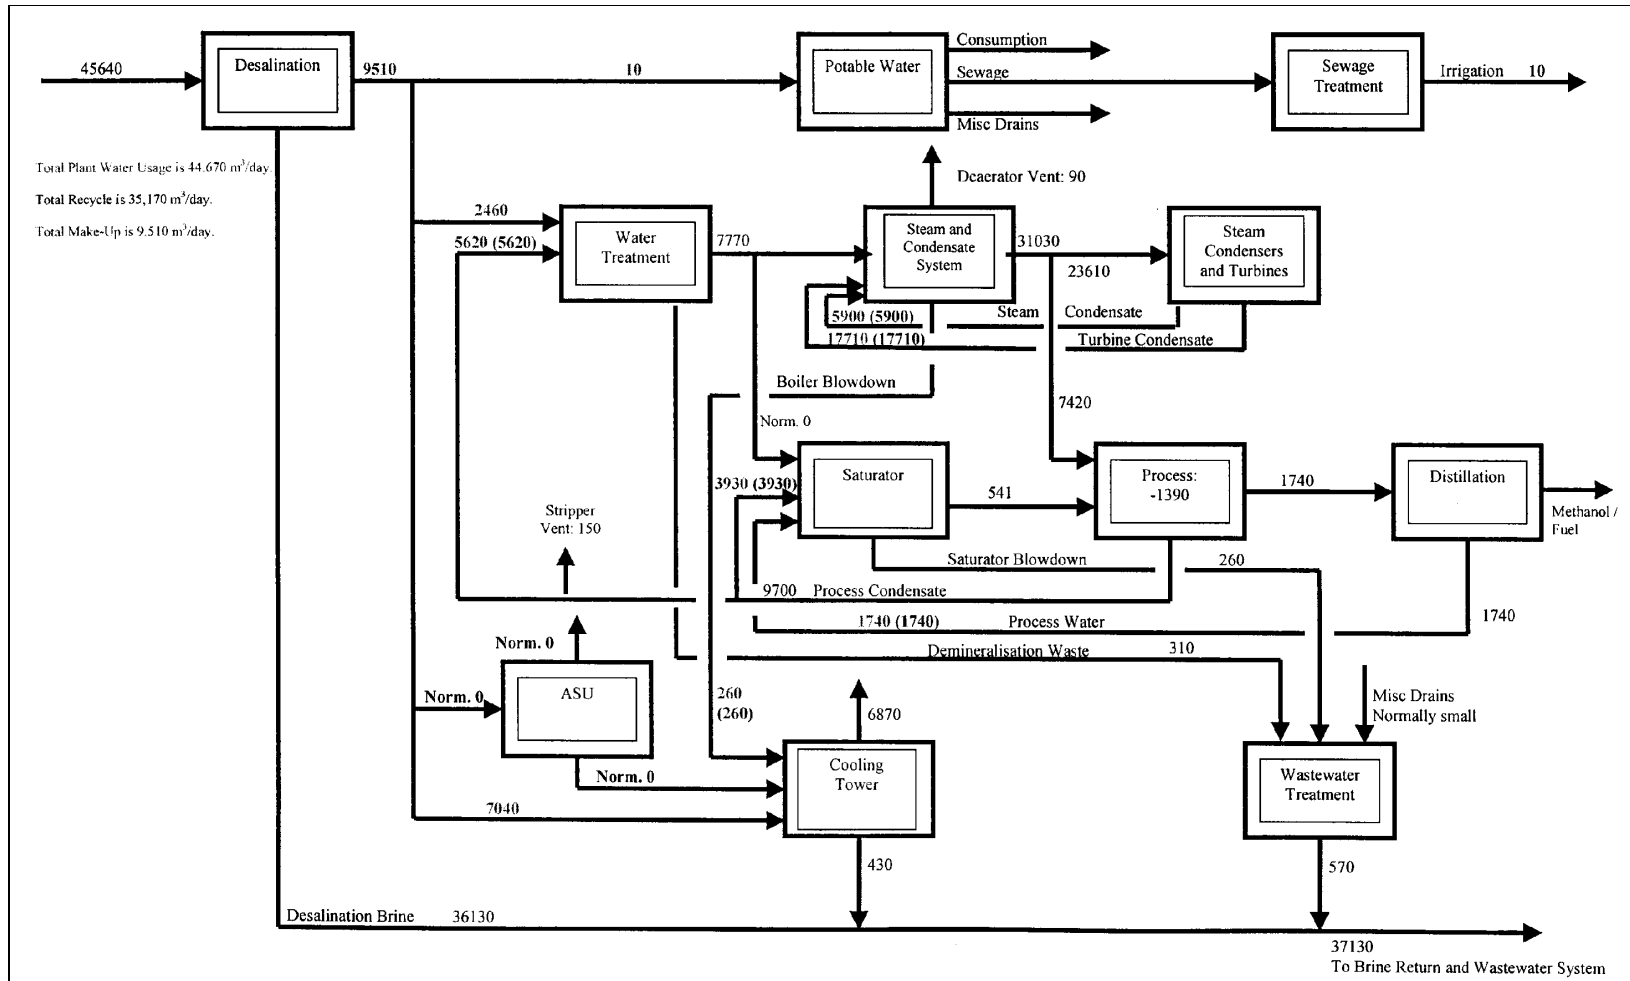 45640
Desalination
9510
10
Potable Water
Consumption
Sewage
Misc Drains
Sewage
Treatment
Irrigation 10
Total Plant Water Usage is 44.670 m³/day.
Total Recycle is 35,170 m³/day.
Total Make-Up is 9.510 m³/day.
Deaerator Vent: 90
2460
5620 (5620)
Water
Treatment
7770
Steam and
Condensate
System
31030
23610
Steam
Condensers
and Turbines
5900 (5900)
Steam Condensate
17710 (17710)
Turbine Condensate
Boiler Blowdown
Norm. 0
7420
3930 (3930)
Saturator
541
Process:
-1390
1740
Distillation
Methanol /
Fuel
Stripper
Vent: 150
Saturator Blowdown
260
9700 Process Condensate
1740 (1740)
Process Water
1740
Demineralisation Waste
310
Norm. 0
Norm. 0
ASU
Norm. 0
260
(260)
6870
Misc Drains
Normally small
Cooling
Tower
Wastewater
Treatment
7040
430
570
Desalination Brine 36130
37130
To Brine Return and Wastewater System